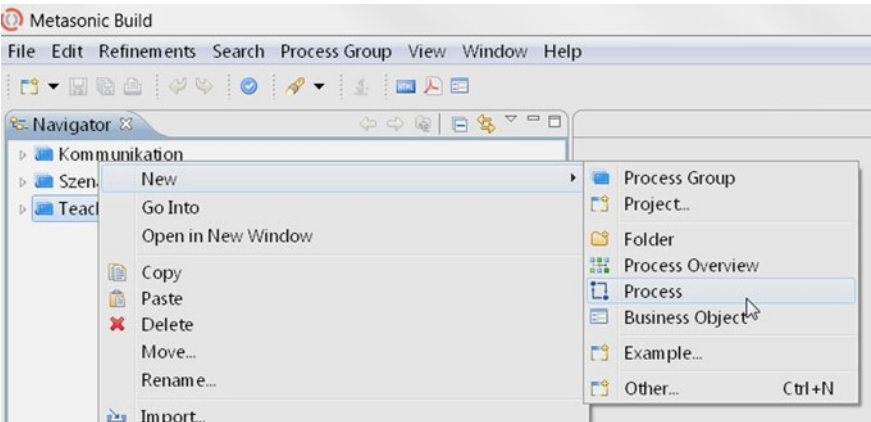 Metasonic Build
File Edit Refinements Search Process Group View Window Help
Navigator
Kommunikation
Szen
Teach
New
Go Into
Open in New Window
Copy
Paste
Delete
Move...
Rename...
Import...
Process Group
Project...
Folder
Process Overview
Process
Business Object
Example...
Other... Ctrl+N